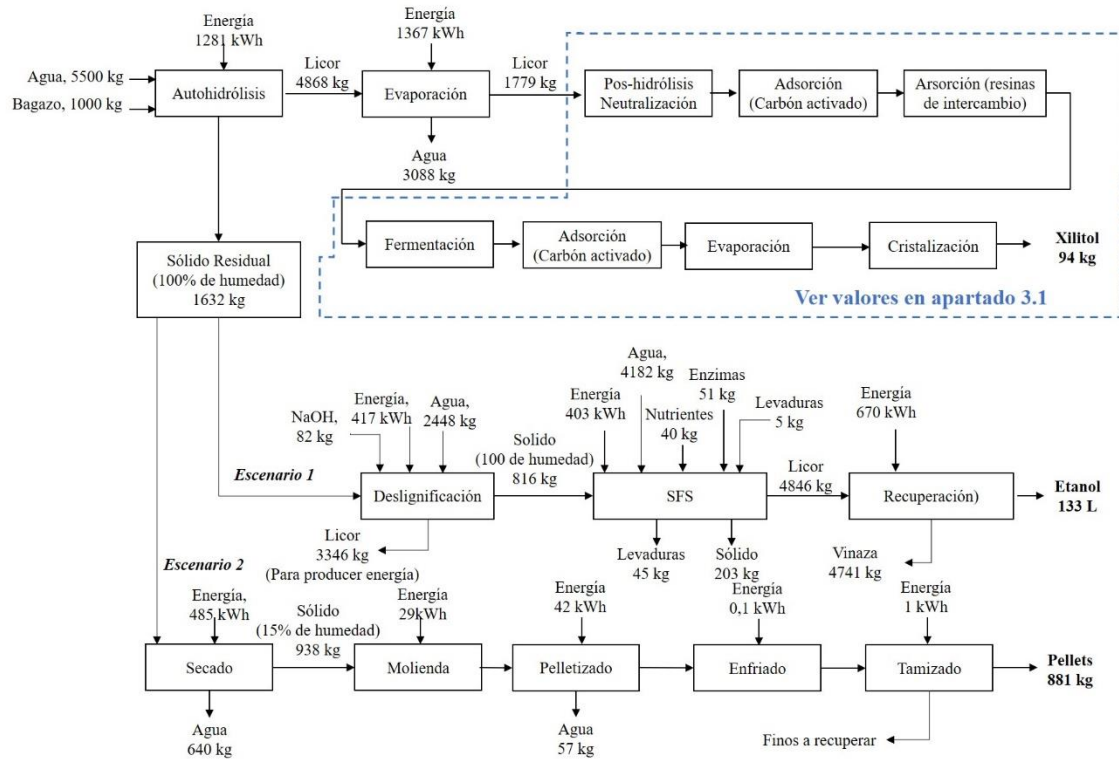 Energía
1281 kWh
Energía
1367 kWh
Agua, 5500 kg
Bagazo, 1000 kg
Autohidrólisis
Licor
4868 kg
Evaporación
Licor
1779 kg
Pos-hidrólisis
Neutralización
Adsorción
(Carbón activado)
Arsorción (resinas
de intercambio)
Agua
3088 kg
Fermentación
Adsorción
(Carbón activado)
Evaporación
Cristalización
Xilitol
94 kg
Ver valores en apartado 3.1
Sólido Residual
(100% de humedad)
1632 kg
Escenario 1
NaOH,
82 kg
Energía,
417 kWh
Agua,
2448 kg
Deslignificación
Licor
3346 kg
(Para producer energía)
Solido
(100 de humedad)
816 kg
Energía
403 kWh
Agua,
4182 kg
Nutrientes
40 kg
Enzimas
51 kg
Levaduras
5 kg
SFS
Levaduras
45 kg
Sólido
203 kg
Licor
4846 kg
Energía
670 kWh
Recuperación)
Vinaza
4741 kg
Etanol
133 L
Escenario 2
Energía,
485 kWh
Secado
Agua
640 kg
Sólido
(15% de humedad)
938 kg
Energía
29kWh
Molienda
Energía
42 kWh
Pelletizado
Agua
57 kg
Energía
0,1 kWh
Enfriado
Energía
1 kWh
Tamizado
Finos a recuperar
Pellets
881 kg